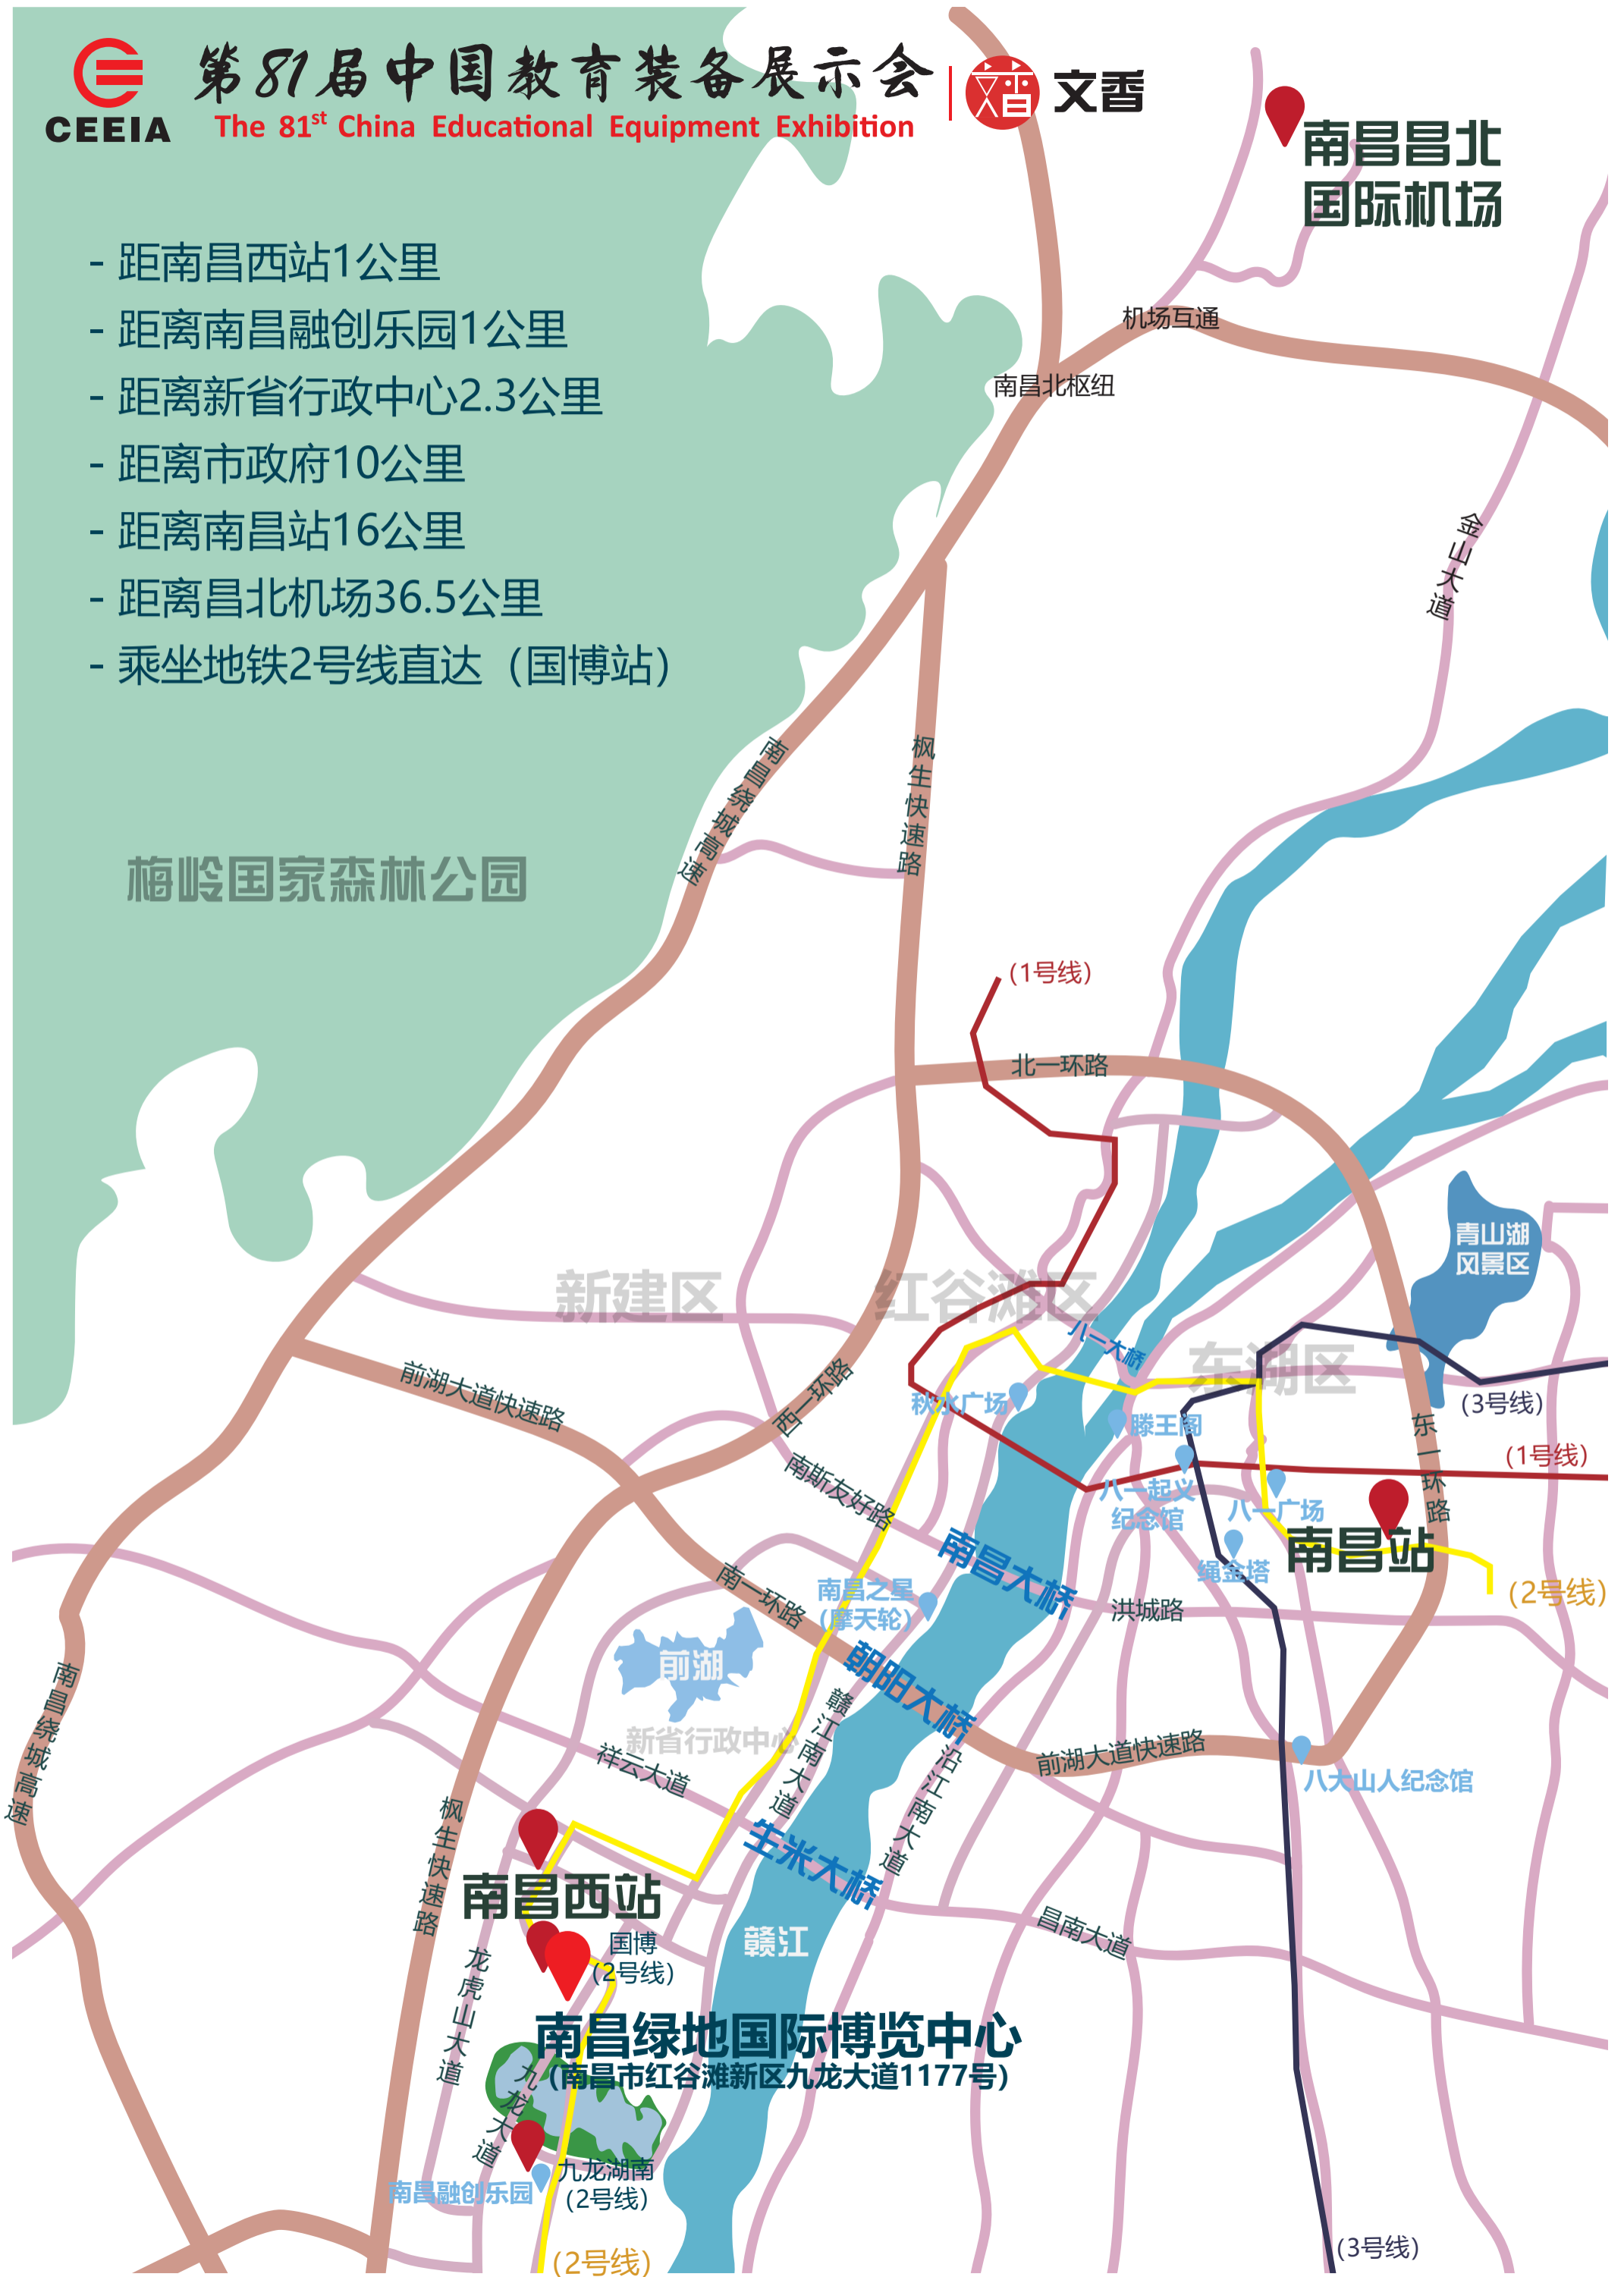 CEEIA
第81届中国教育装备展示会
The 81st China Educational Equipment Exhibition
文香
南昌昌北
国际机场
- 距南昌西站1公里
- 距离南昌融创乐园1公里
- 距离新省行政中心2.3公里
- 距离市政府10公里
- 距离南昌站16公里
- 距离昌北机场36.5公里
- 乘坐地铁2号线直达（国博站）
机场互通
南昌北枢纽
金山大道
南昌绕城高速
枫生快速路
梅岭国家森林公园
(1号线)
北一环路
青山湖
风景区
新建区
红谷滩区
八一大桥
东湖区
前湖大道快速路
西一环路
秋水广场
滕王阁
(3号线)
东一环路
(1号线)
南斯友好路
八一起义
纪念馆
八一广场
南昌站
绳金塔
南昌大桥
南一环路
南昌之星
(摩天轮)
洪城路
(2号线)
前湖
朝阳大桥
南昌绕城高速
新省行政中心
赣江南大道
祥云大道
沿江南大道
前湖大道快速路
八大山人纪念馆
枫生快速路
生米大桥
南昌西站
昌南大道
赣江
国博
(2号线)
龙虎山大道
南昌绿地国际博览中心
(南昌市红谷滩新区九龙大道1177号)
九龙大道
九龙湖南
(2号线)
南昌融创乐园
(3号线)
(2号线)